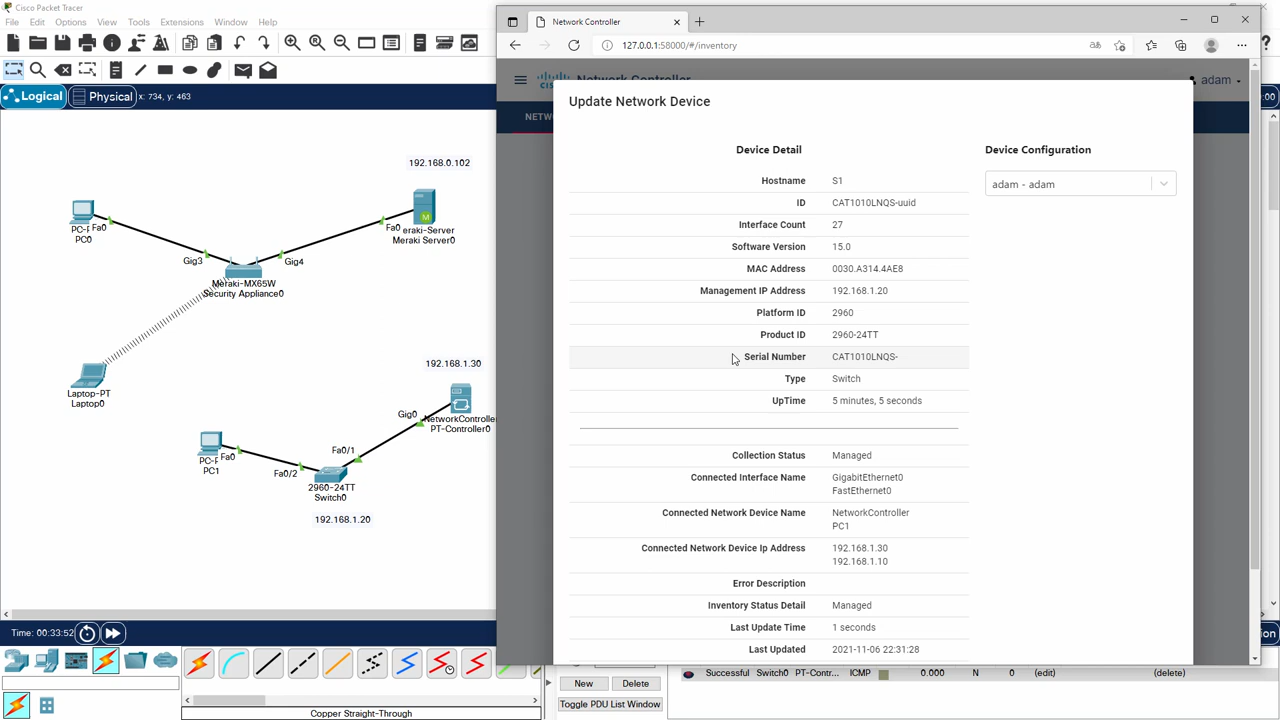 Cisco Packet Tracer
File Edit View Options Tools Extensions Window Help
Logical
Physical
x: 734, y: 463
192.168.0.102
PC0
Fa0
Fa0
eraki-Server
Meraki Server0
Gig3
Gig4
Meraki-MX65W
Security Appliance0
Laptop-PT
Laptop0
192.168.1.30
Gig0
NetworkController
PT-Controller0
Fa0/1
Fa0
PC1
Fa0/2
2960-24TT
Switch0
192.168.1.20
Time: 00:33:52
Copper Straight-Through
New
Delete
Toggle PDU List Window
Successful Switch0 PT-Contr... ICMP 0.000 N 0 (edit) (delete)
Network Controller
127.0.0.1:58000/#/inventory
Network Controller
adam
NETW
Update Network Device
Device Detail
Hostname S1
ID CAT1010LNQS-uuid
Interface Count 27
Software Version 15.0
MAC Address 0030.A314.4AE8
Management IP Address 192.168.1.20
Platform ID 2960
Product ID 2960-24TT
Serial Number CAT1010LNQS-
Type Switch
UpTime 5 minutes, 5 seconds
Collection Status Managed
Connected Interface Name GigabitEthernet0
FastEthernet0
Connected Network Device Name NetworkController
PC1
Connected Network Device Ip Address 192.168.1.30
192.168.1.10
Error Description
Inventory Status Detail Managed
Last Update Time 1 seconds
Last Updated 2021-11-06 22:31:28
Device Configuration
adam - adam